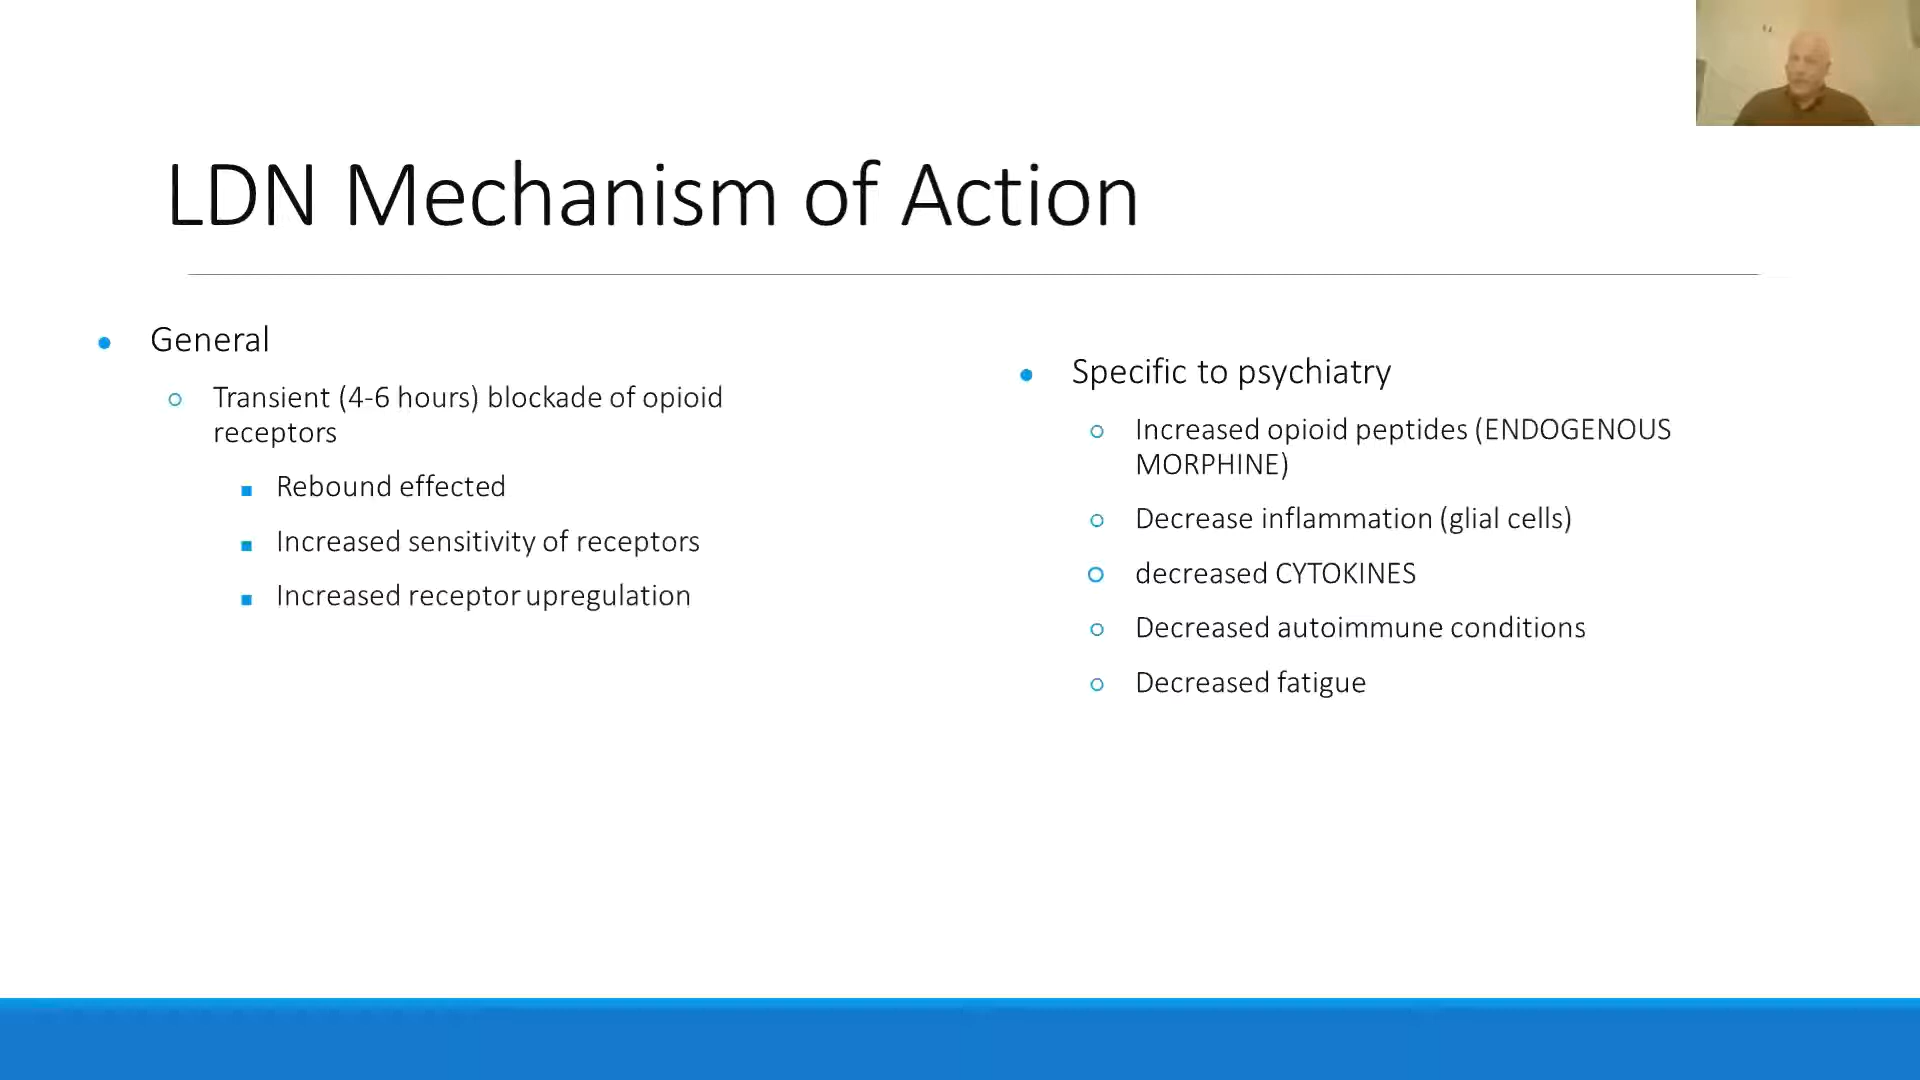 LDN Mechanism of Action
General
Transient (4-6 hours) blockade of opioid
receptors
Rebound effected
Increased sensitivity of receptors
Increased receptor upregulation
Specific to psychiatry
Increased opioid peptides (ENDOGENOUS
MORPHINE)
Decrease inflammation (glial cells)
decreased CYTOKINES
Decreased autoimmune conditions
Decreased fatigue